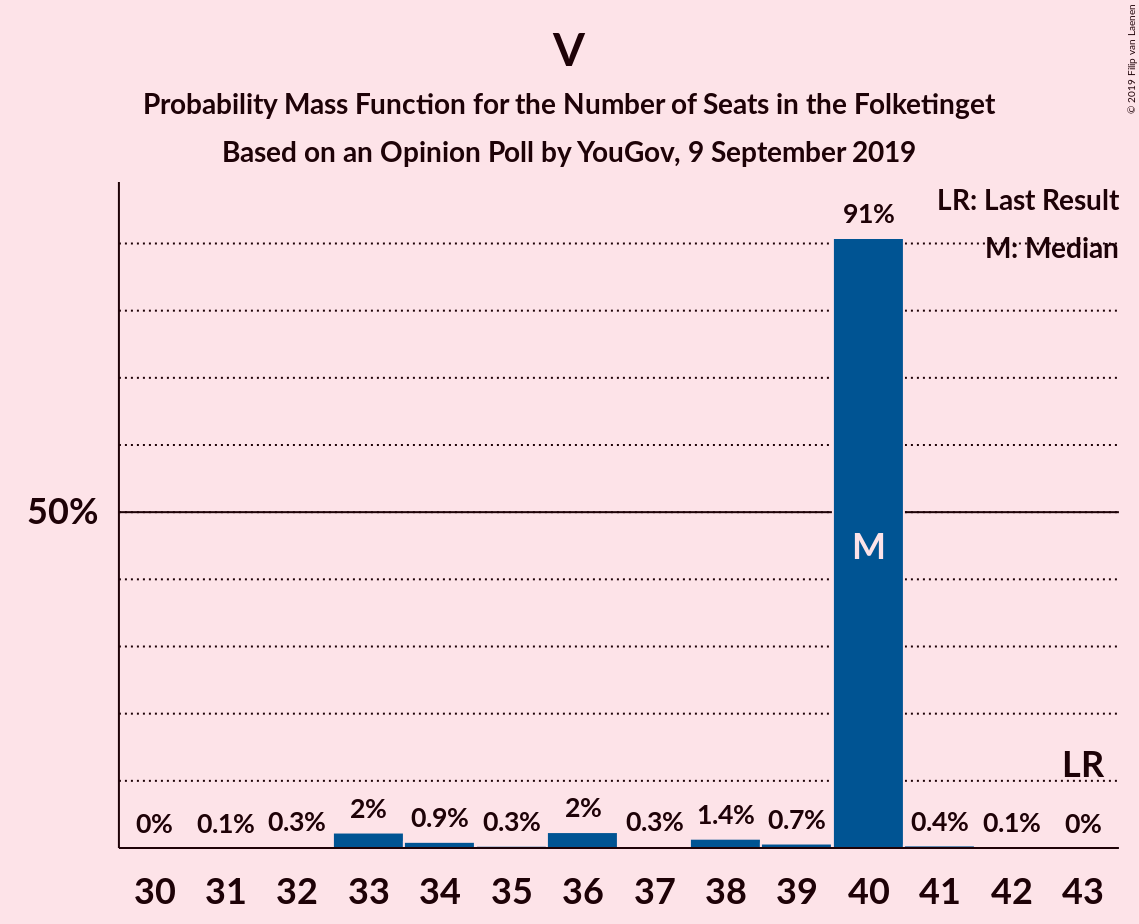 V
Probability Mass Function for the Number of Seats in the Folketinget
Based on an Opinion Poll by YouGov, 9 September 2019
© 2019 Filip van Laenen
LR: Last Result
M: Median
91%
50%
M
LR
0% 0.1% 0.3% 2% 0.9% 0.3% 2% 0.3% 1.4% 0.7% 0.4% 0.1% 0%
30 31 32 33 34 35 36 37 38 39 40 41 42 43